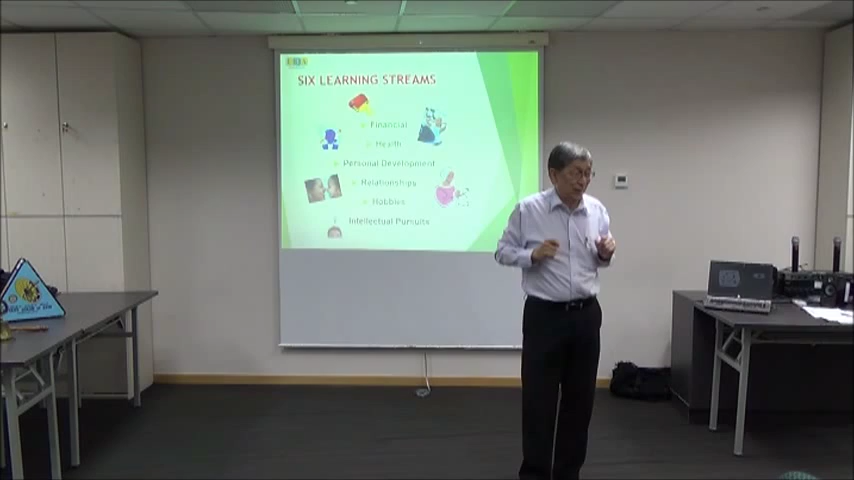 SIX LEARNING STREAMS
Financial
Health
Personal Development
Relationships
Hobbies
Intellectual Pursuits